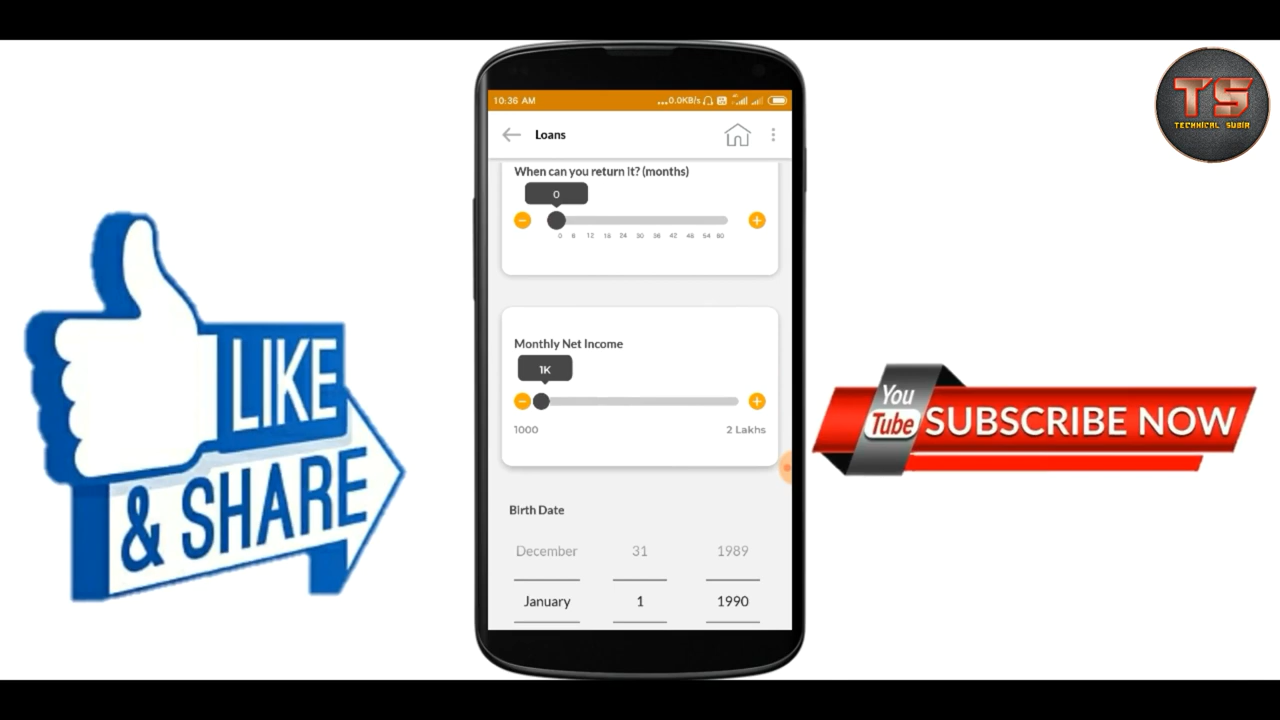 TS
TECHNICAL SUBIR
10:36 AM
...0.0KB/s
4G
Loans
When can you return it? (months)
0
0 6 12 18 24 30 36 42 48 54 60
Monthly Net Income
1K
1000
2 Lakhs
Birth Date
December 31 1989
January 1 1990
LIKE
& SHARE
You
Tube
SUBSCRIBE NOW